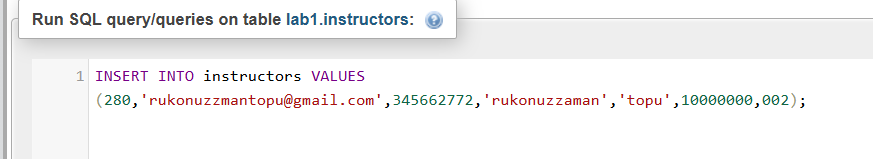 Run SQL query/queries on table lab1.instructors:
1 INSERT INTO instructors VALUES
(280,'rukonuzzmantopu@gmail.com',345662772,'rukonuzzaman','topu',10000000,002);